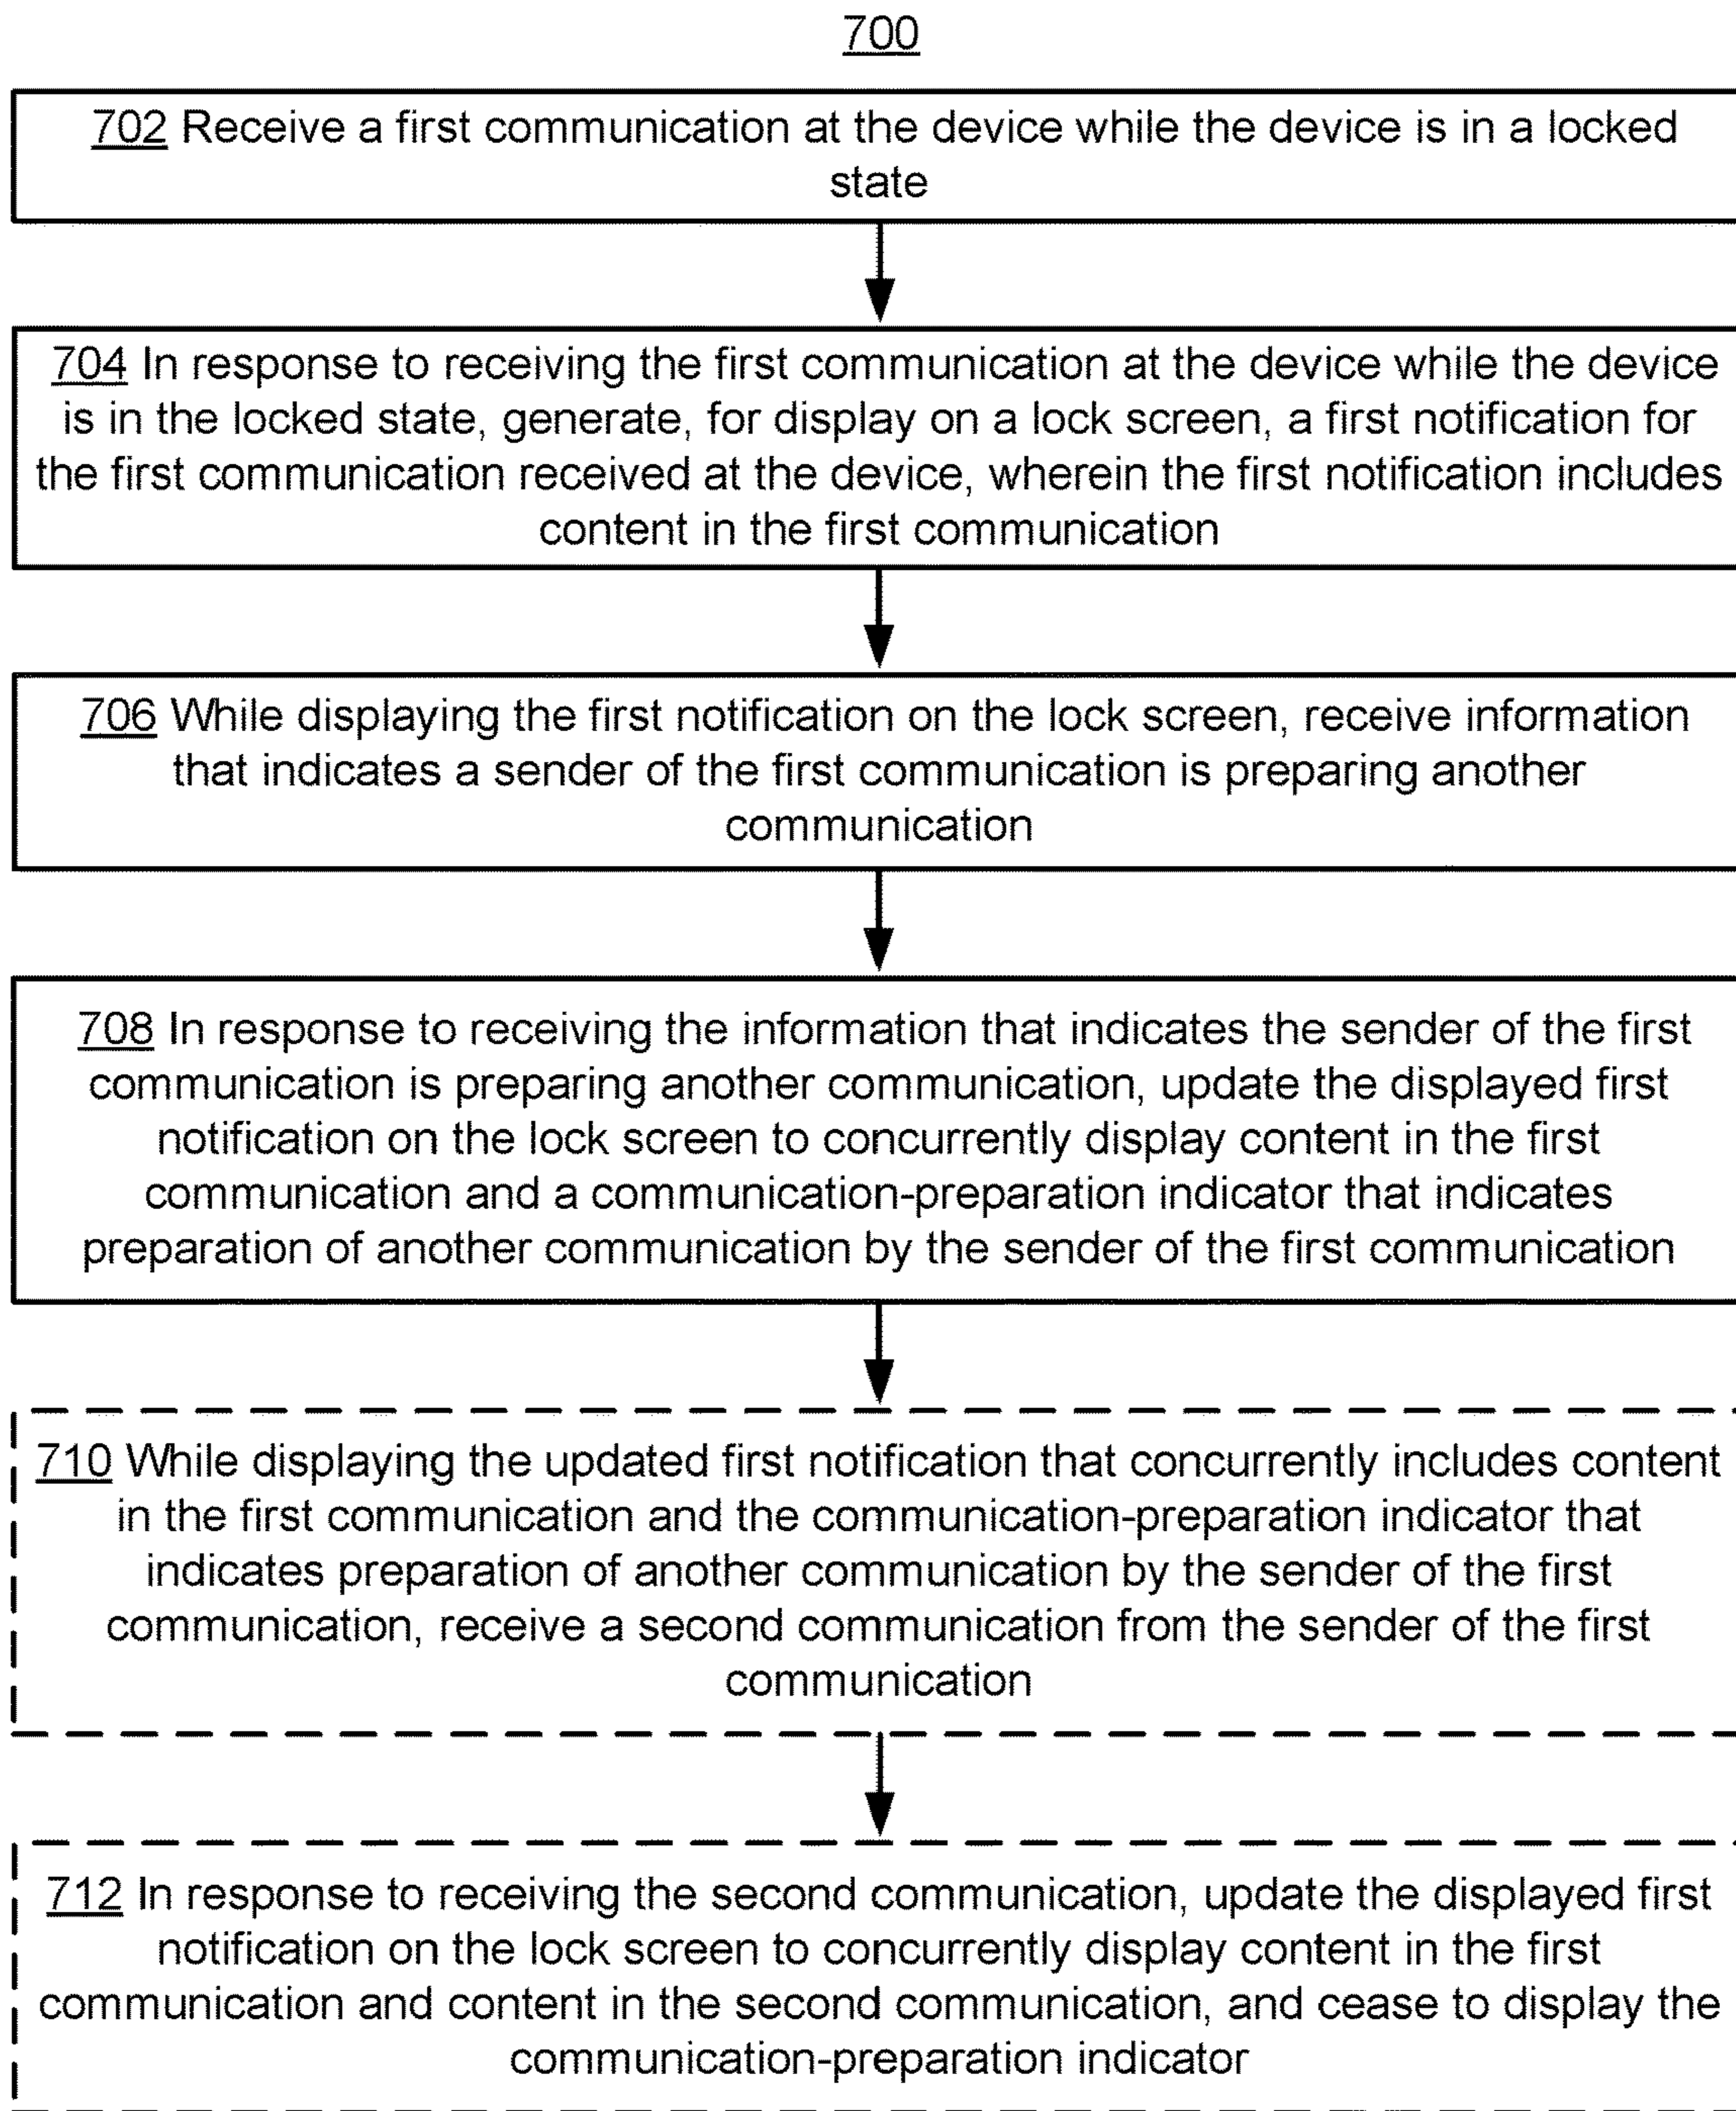 700
702 Receive a first communication at the device while the device is in a locked
state
704 In response to receiving the first communication at the device while the device
is in the locked state, generate, for display on a lock screen, a first notification for
the first communication received at the device, wherein the first notification includes
content in the first communication
706 While displaying the first notification on the lock screen, receive information
that indicates a sender of the first communication is preparing another
communication
708 In response to receiving the information that indicates the sender of the first
communication is preparing another communication, update the displayed first
notification on the lock screen to concurrently display content in the first
communication and a communication-preparation indicator that indicates
preparation of another communication by the sender of the first communication
710 While displaying the updated first notification that concurrently includes content
in the first communication and the communication-preparation indicator that
indicates preparation of another communication by the sender of the first
communication, receive a second communication from the sender of the first
communication
712 In response to receiving the second communication, update the displayed first
notification on the lock screen to concurrently display content in the first
communication and content in the second communication, and cease to display the
communication-preparation indicator